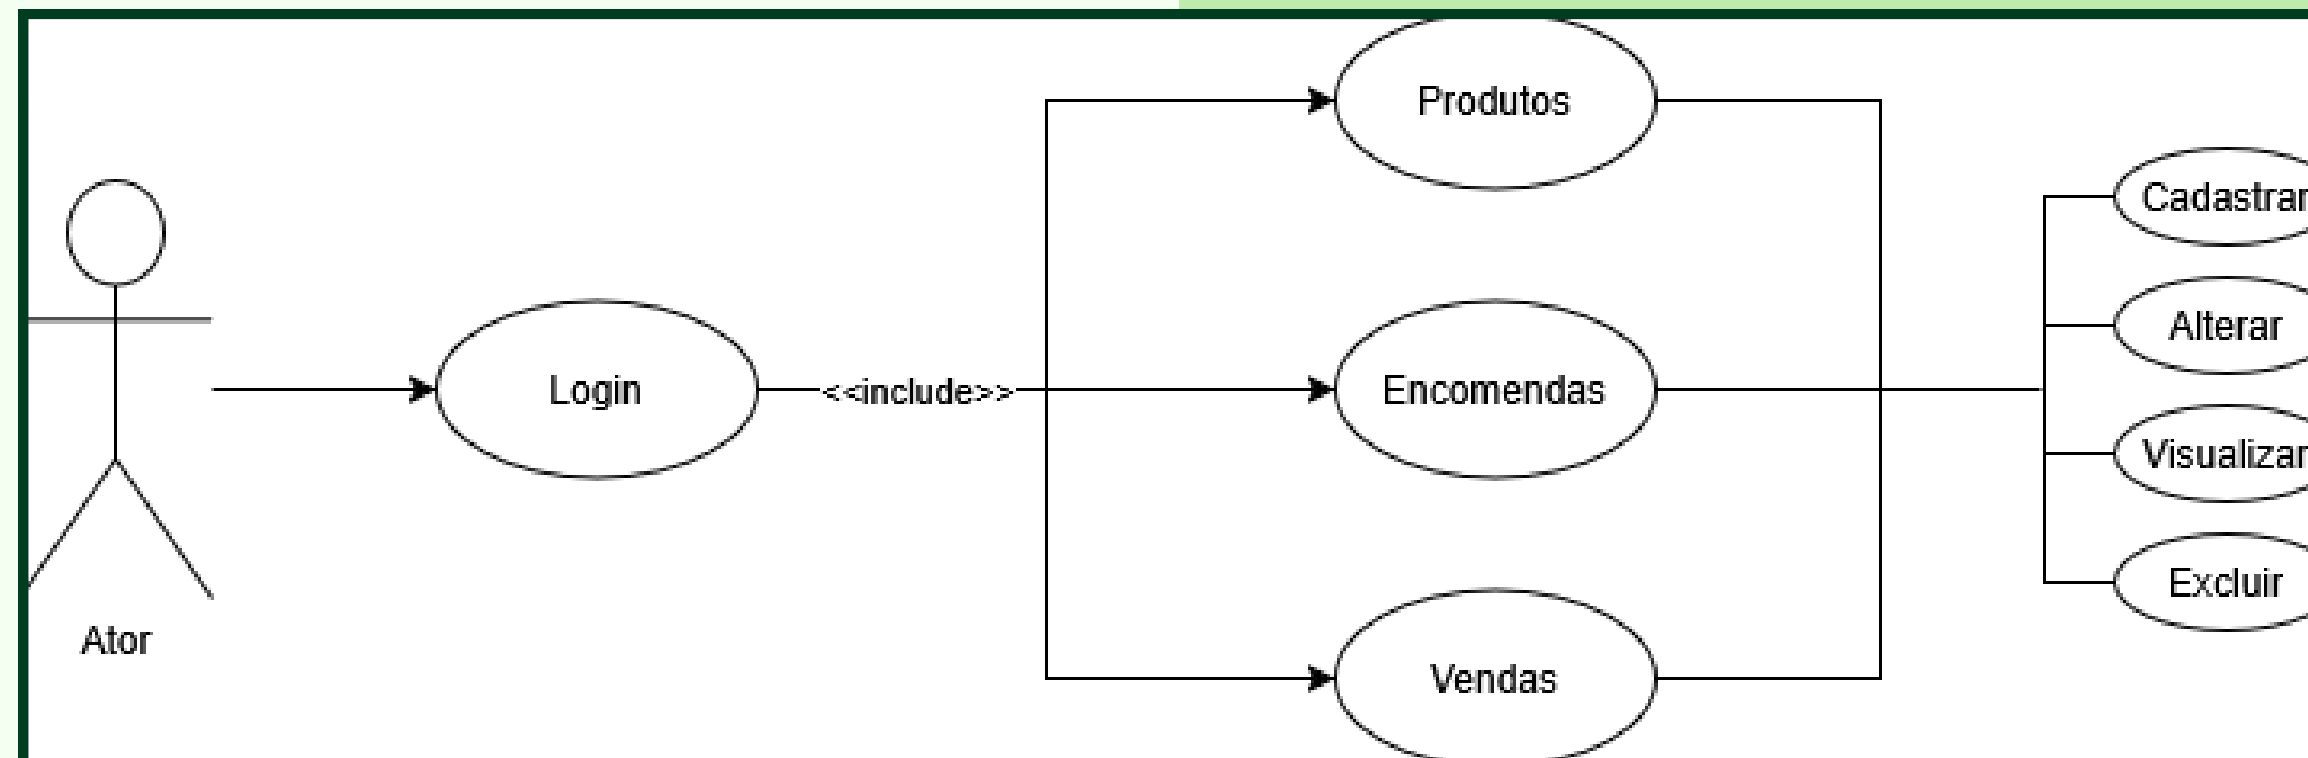 Produtos
Cadastrar
Alterar
Login
<<include>>
Encomendas
Visualizar
Excluir
Ator
Vendas